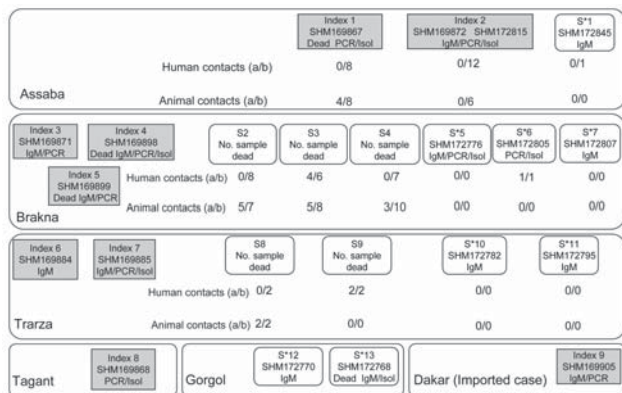 Index 1
SHM169867
Dead PCR/Isol
Index 2
SHM169872 SHM172815
IgM/PCR/Isol
S*1
SHM172845
IgM
Human contacts (a/b) 0/8 0/12 0/1
Animal contacts (a/b) 4/8 0/6 0/0
Assaba
Index 3
SHM169871
IgM/PCR
Index 4
SHM169898
Dead IgM/PCR/Isol
S2
No. sample
dead
S3
No. sample
dead
S4
No. sample
dead
S*5
SHM172776
IgM/PCR/Isol
S*6
SHM172805
PCR/Isol
S*7
SHM172807
IgM
Index 5
SHM169899
Dead IgM/PCR
Human contacts (a/b) 0/8 4/6 0/7 0/0 1/1 0/0
Animal contacts (a/b) 5/7 5/8 3/10 0/0 0/0 0/0
Brakna
Index 6
SHM169884
IgM
Index 7
SHM169885
IgM/PCR/Isol
S8
No. sample
dead
S9
No. sample
dead
S*10
SHM172782
IgM
S*11
SHM172795
IgM
Human contacts (a/b) 0/2 2/2 0/0 0/0
Animal contacts (a/b) 2/2 0/0 0/0 0/0
Trarza
Index 8
SHM169868
PCR/Isol
Tagant
S*12
SHM172770
IgM
S*13
SHM172768
Dead IgM/Isol
Gorgol
Index 9
SHM169905
IgM/PCR
Dakar (Imported case)